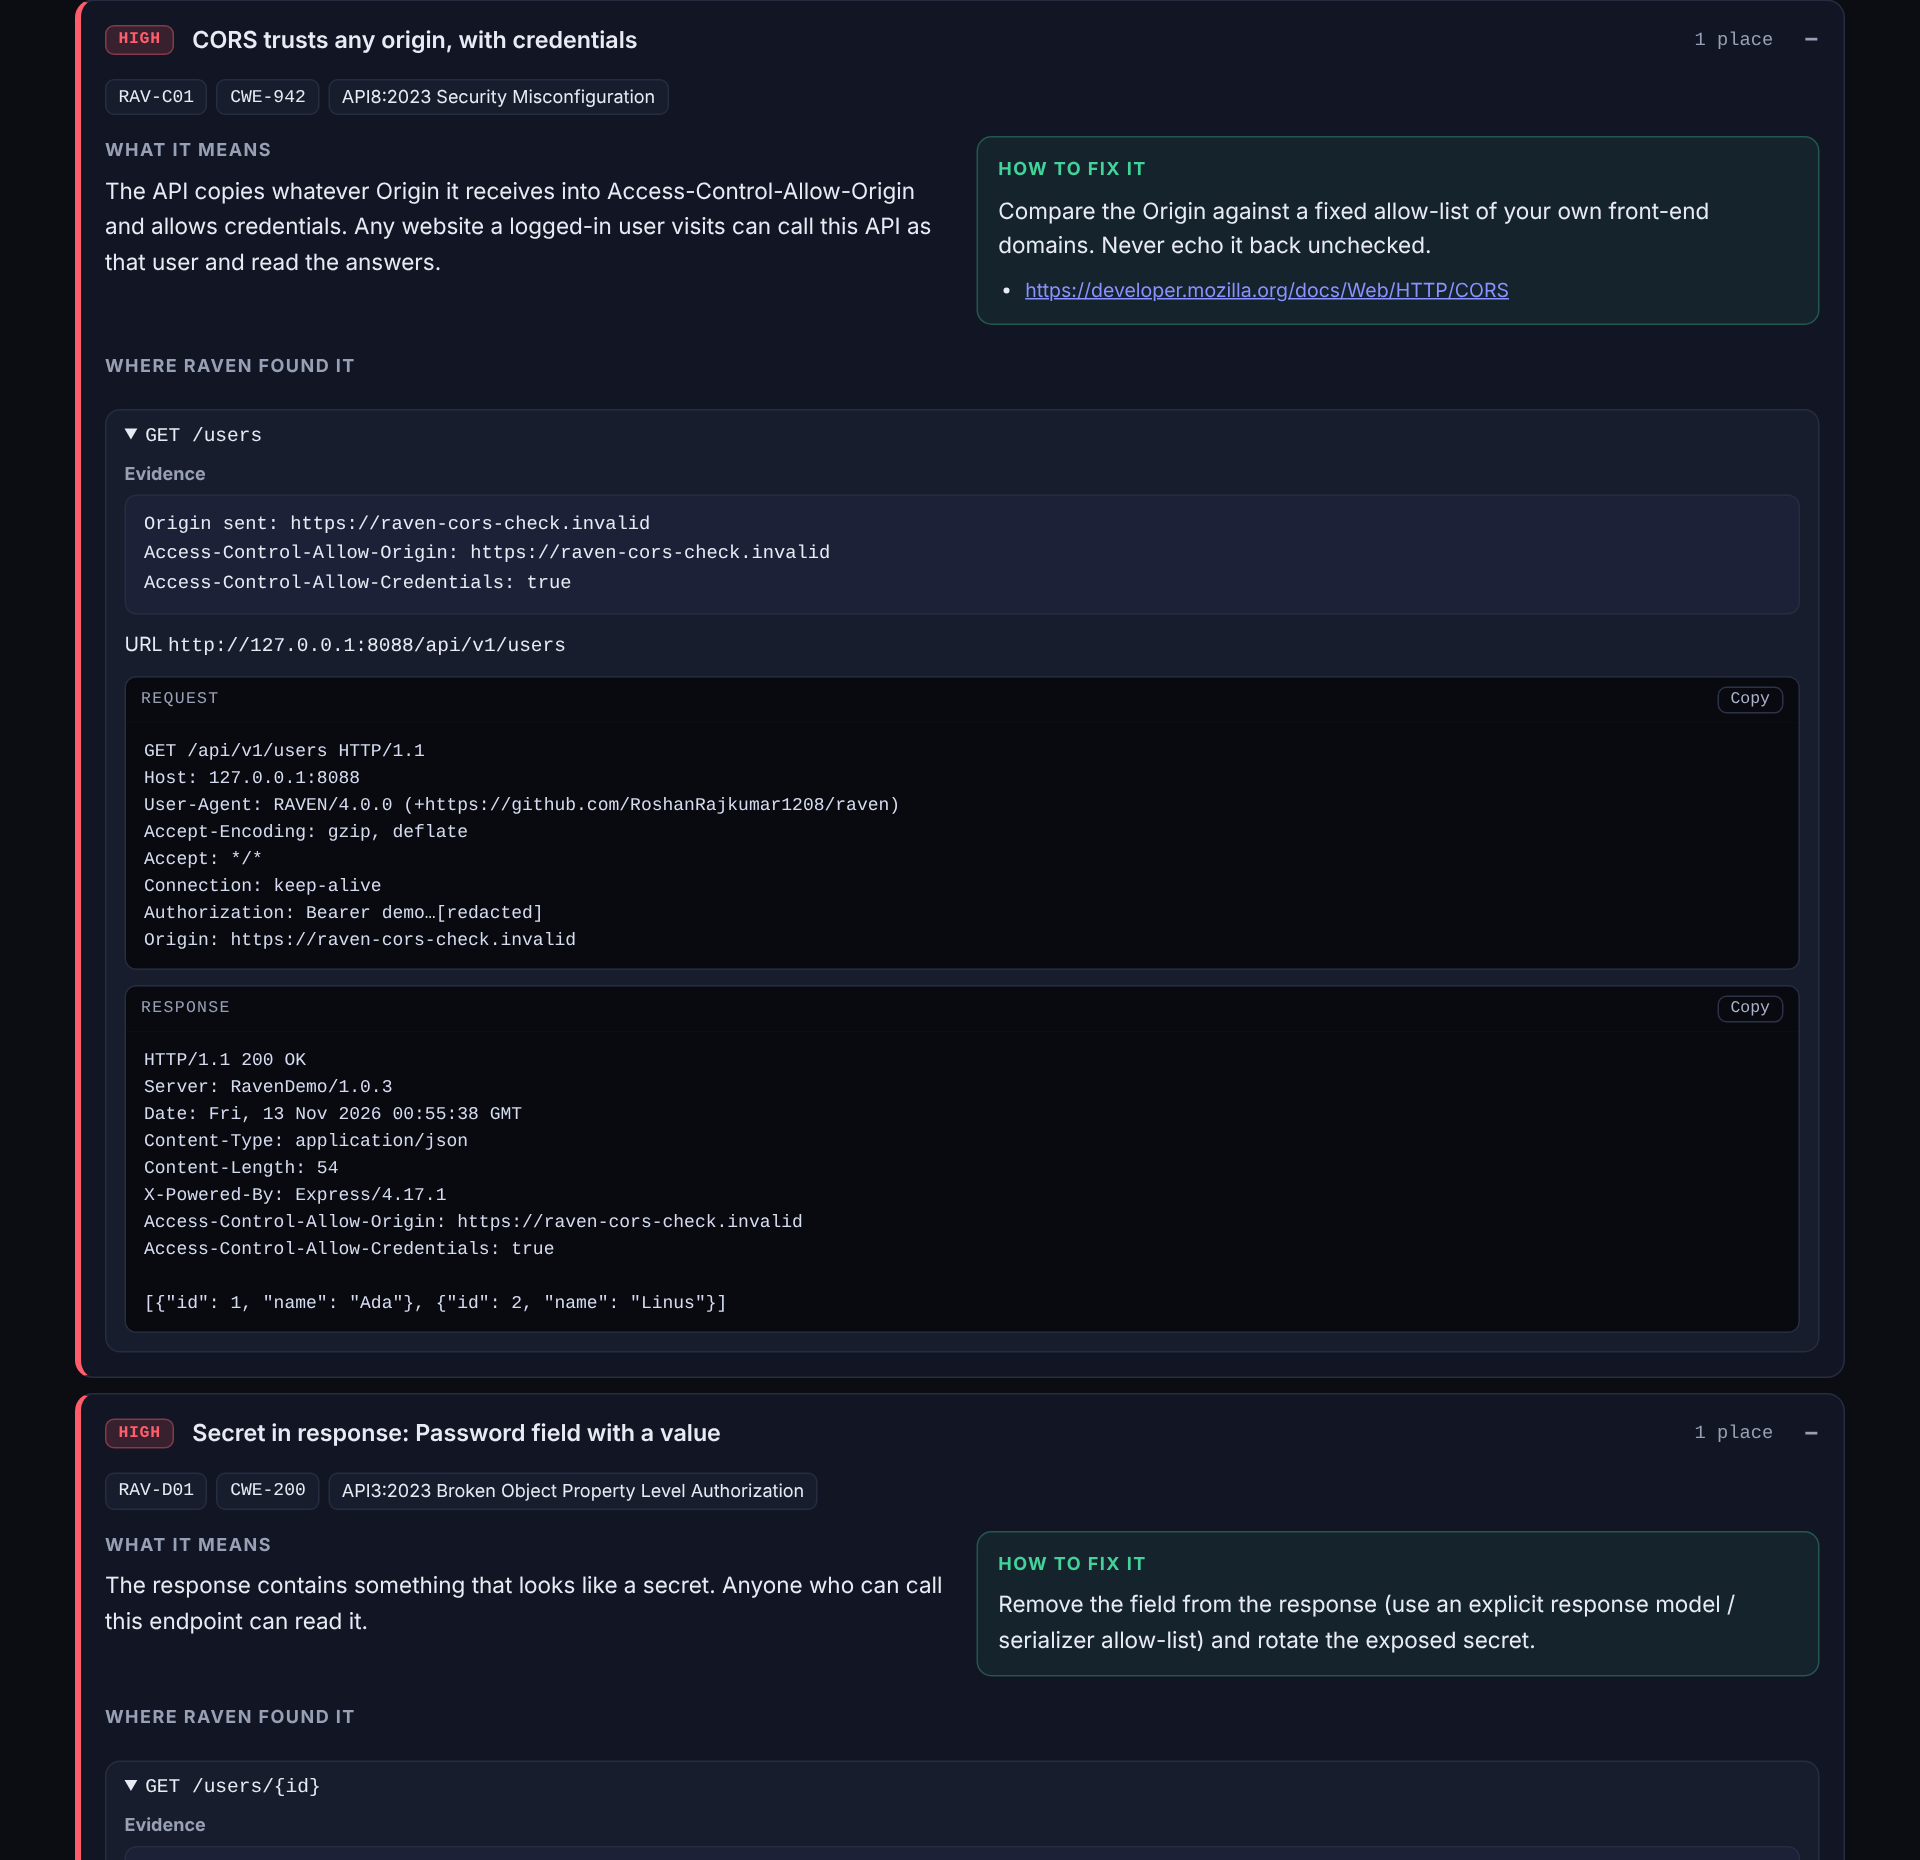 HIGH CORS trusts any origin, with credentials 1 place −
RAV-C01 CWE-942 API8:2023 Security Misconfiguration
WHAT IT MEANS
The API copies whatever Origin it receives into Access-Control-Allow-Origin
and allows credentials. Any website a logged-in user visits can call this API as
that user and read the answers.
HOW TO FIX IT
Compare the Origin against a fixed allow-list of your own front-end
domains. Never echo it back unchecked.
• https://developer.mozilla.org/docs/Web/HTTP/CORS
WHERE RAVEN FOUND IT
▼ GET /users
Evidence
Origin sent: https://raven-cors-check.invalid
Access-Control-Allow-Origin: https://raven-cors-check.invalid
Access-Control-Allow-Credentials: true
URL http://127.0.0.1:8088/api/v1/users
REQUEST Copy
GET /api/v1/users HTTP/1.1
Host: 127.0.0.1:8088
User-Agent: RAVEN/4.0.0 (+https://github.com/RoshanRajkumar1208/raven)
Accept-Encoding: gzip, deflate
Accept: */*
Connection: keep-alive
Authorization: Bearer demo…[redacted]
Origin: https://raven-cors-check.invalid
RESPONSE Copy
HTTP/1.1 200 OK
Server: RavenDemo/1.0.3
Date: Fri, 13 Nov 2026 00:55:38 GMT
Content-Type: application/json
Content-Length: 54
X-Powered-By: Express/4.17.1
Access-Control-Allow-Origin: https://raven-cors-check.invalid
Access-Control-Allow-Credentials: true
[{"id": 1, "name": "Ada"}, {"id": 2, "name": "Linus"}]
HIGH Secret in response: Password field with a value 1 place −
RAV-D01 CWE-200 API3:2023 Broken Object Property Level Authorization
WHAT IT MEANS
The response contains something that looks like a secret. Anyone who can call
this endpoint can read it.
HOW TO FIX IT
Remove the field from the response (use an explicit response model /
serializer allow-list) and rotate the exposed secret.
WHERE RAVEN FOUND IT
▼ GET /users/{id}
Evidence